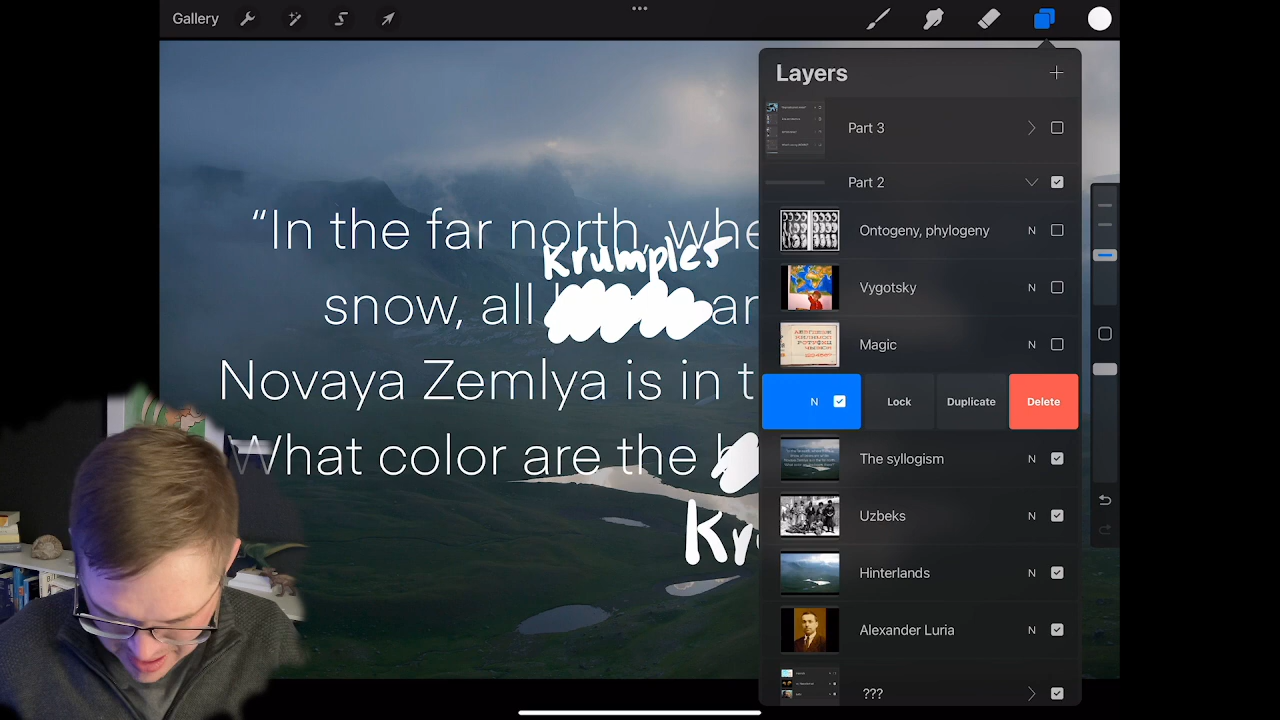 Gallery
Layers
Part 3
Part 2
"In the far north, whe
Krumples
snow, all ar
Novaya Zemlya is in t
What color are the
Kr
Ontogeny, phylogeny N
Vygotsky N
Magic N
N Lock Duplicate Delete
The syllogism N
Uzbeks N
Hinterlands N
Alexander Luria N
???